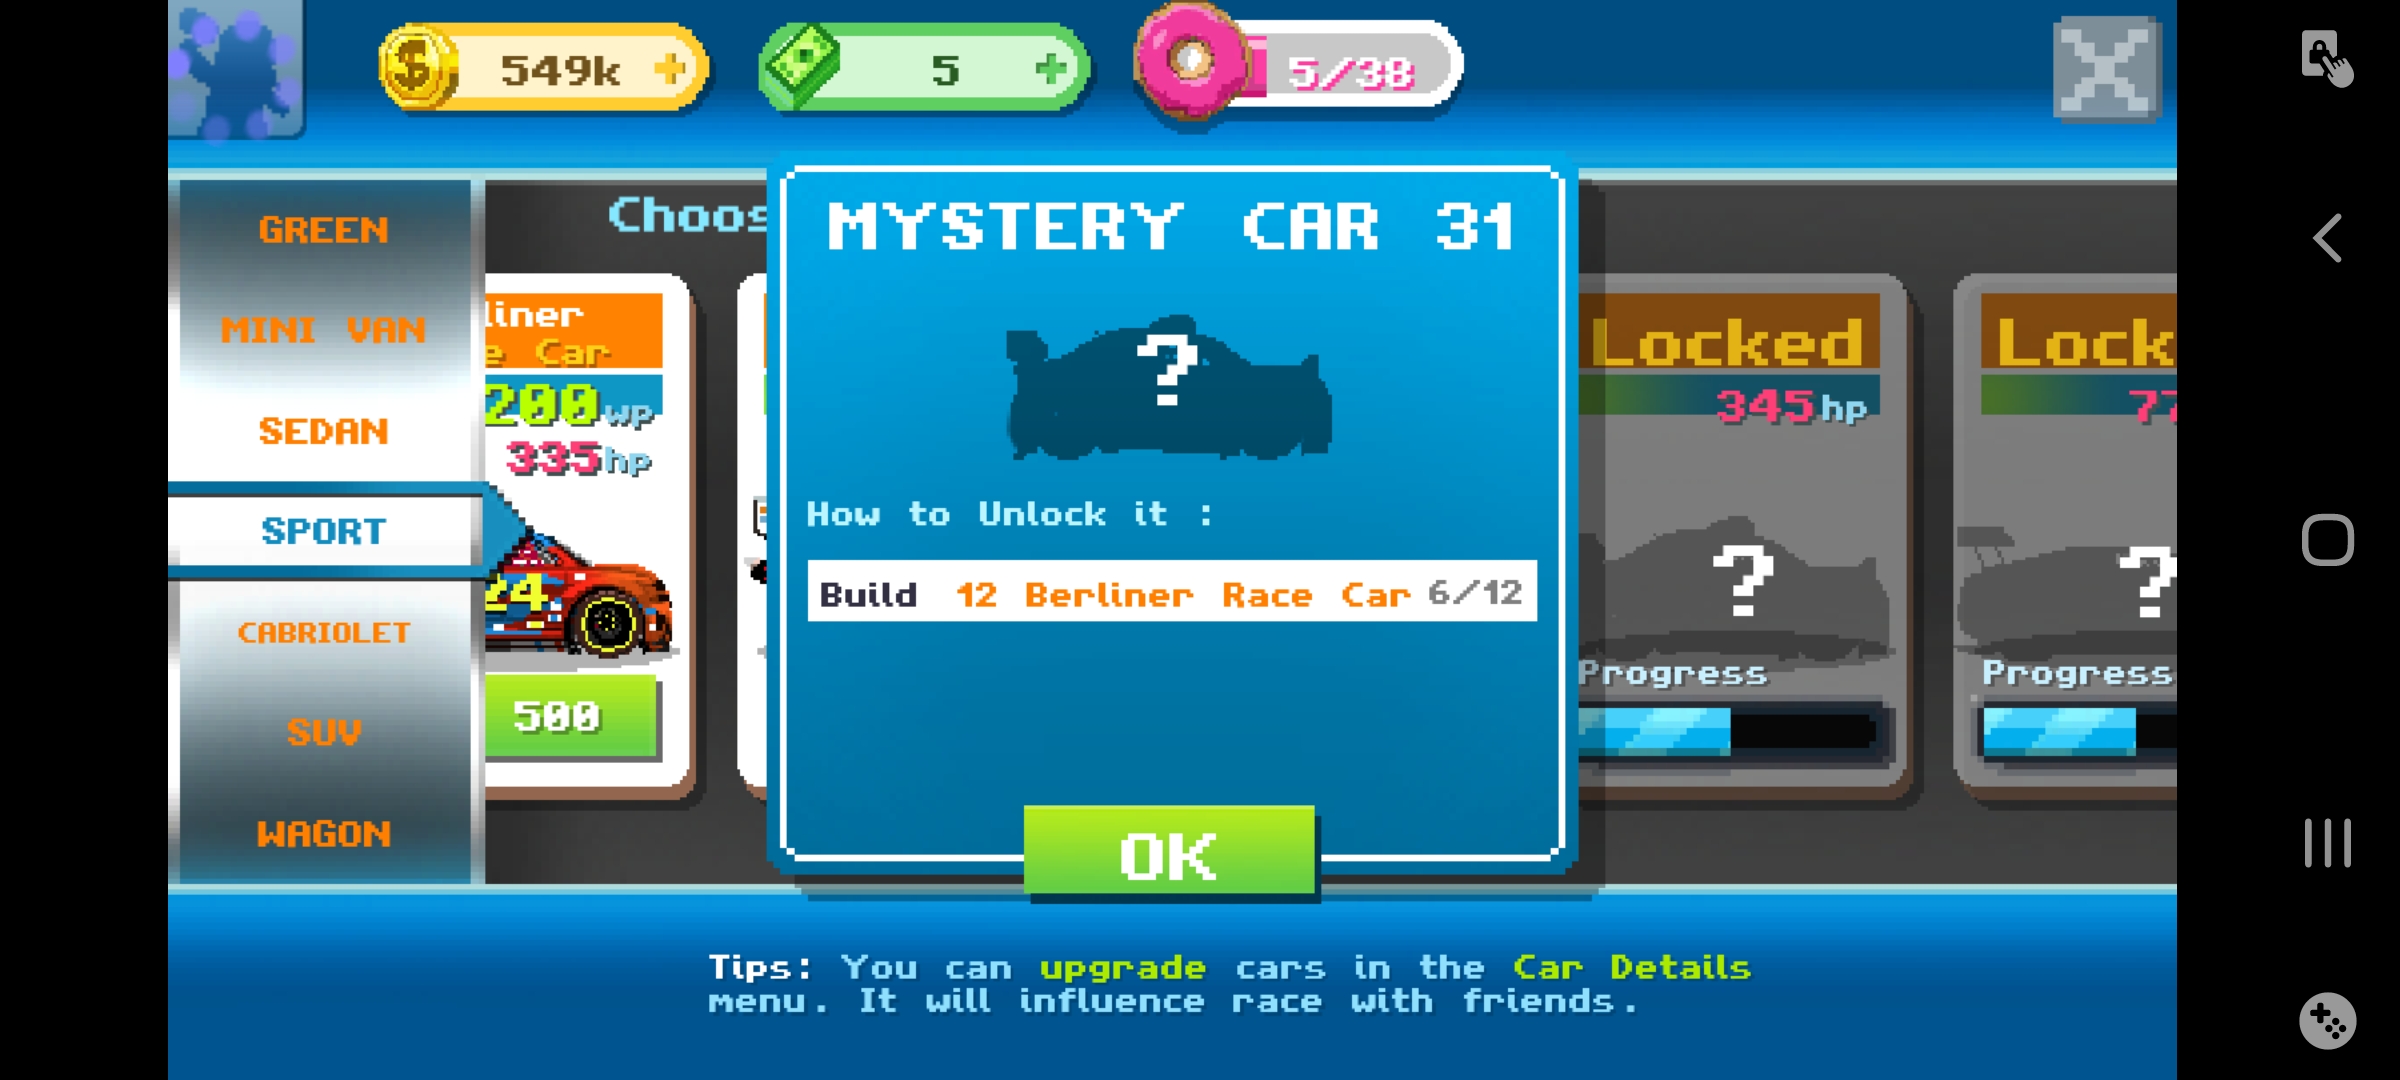 549k
5
5/38
GREEN
MINI VAN
SEDAN
SPORT
CABRIOLET
SUV
WAGON
Choos
liner
e Car
200wp
335hp
24
500
MYSTERY CAR 31
?
How to Unlock it :
Build 12 Berliner Race Car 6/12
OK
Locked
345hp
?
Progress
Lock
77
?
Progress
Tips: You can upgrade cars in the Car Details
menu. It will influence race with friends.